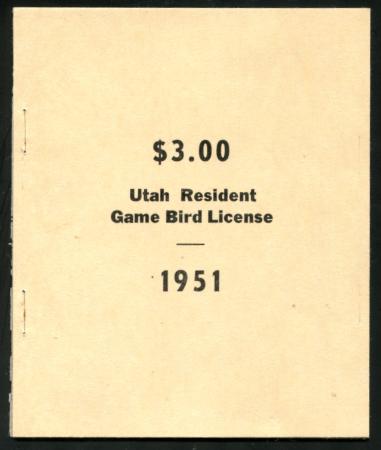 $3.00
Utah Resident
Game Bird License
1951